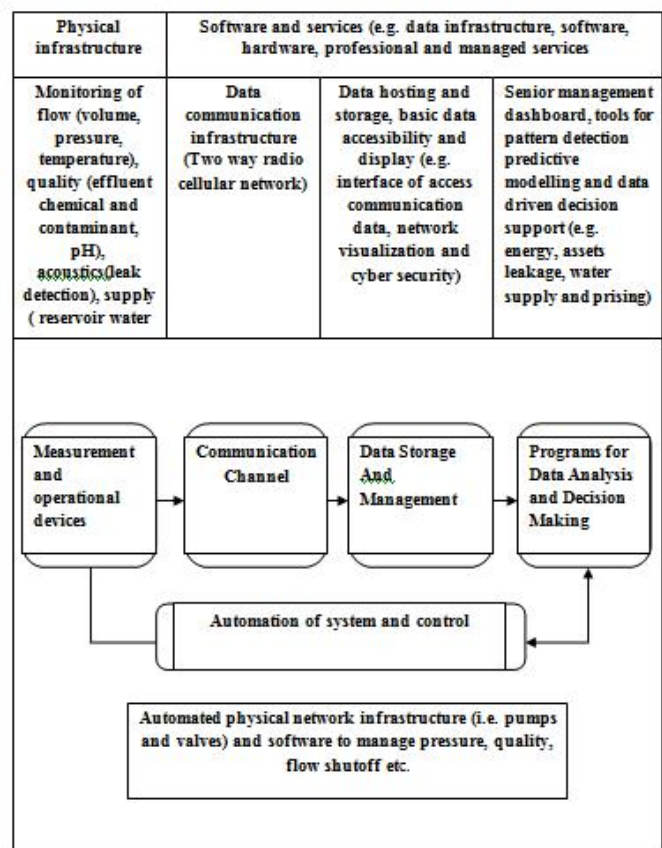 Physical
infrastructure
Software and services (e.g. data infrastructure, software,
hardware, professional and managed services
Monitoring of
flow (volume,
pressure,
temperature),
quality (effluent
chemical and
contaminant,
pH),
acoustics(leak
detection), supply
( reservoir water
Data
communication
infrastructure
(Two way radio
cellular network)
Data hosting and
storage, basic data
accessibility and
display (e.g.
interface of access
communication
data, network
visualization and
cyber security)
Senior management
dashboard, tools for
pattern detection
predictive
modelling and data
driven decision
support (e.g.
energy, assets
leakage, water
supply and prising)
Measurement
and
operational
devices
Communication
Channel
Data Storage
And
Management
Programs for
Data Analysis
and Decision
Making
Automation of system and control
Automated physical network infrastructure (i.e. pumps
and valves) and software to manage pressure, quality,
flow shutoff etc.